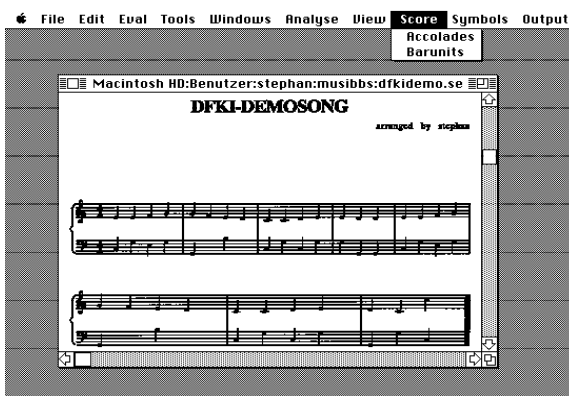 File Edit Eval Tools Windows Analyse View Score Symbols Output
Accolades
Barunits
Macintosh HD:Benutzer:stephan:musibbs:dfkidemo.se
DFKI-DEMOSONG
arranged by stephan